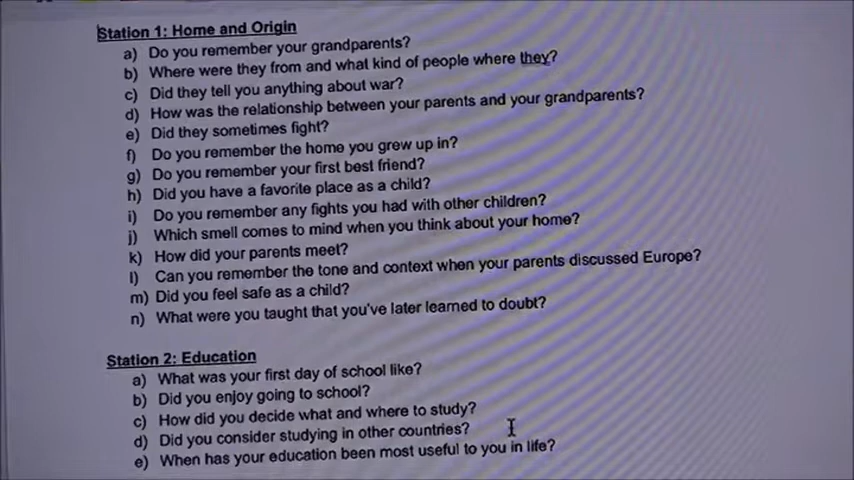 Station 1: Home and Origin
a) Do you remember your grandparents?
b) Where were they from and what kind of people where they?
c) Did they tell you anything about war?
d) How was the relationship between your parents and your grandparents?
e) Did they sometimes fight?
f) Do you remember the home you grew up in?
g) Do you remember your first best friend?
h) Did you have a favorite place as a child?
i) Do you remember any fights you had with other children?
j) Which smell comes to mind when you think about your home?
k) How did your parents meet?
l) Can you remember the tone and context when your parents discussed Europe?
m) Did you feel safe as a child?
n) What were you taught that you've later learned to doubt?
Station 2: Education
a) What was your first day of school like?
b) Did you enjoy going to school?
c) How did you decide what and where to study?
d) Did you consider studying in other countries?
e) When has your education been most useful to you in life?